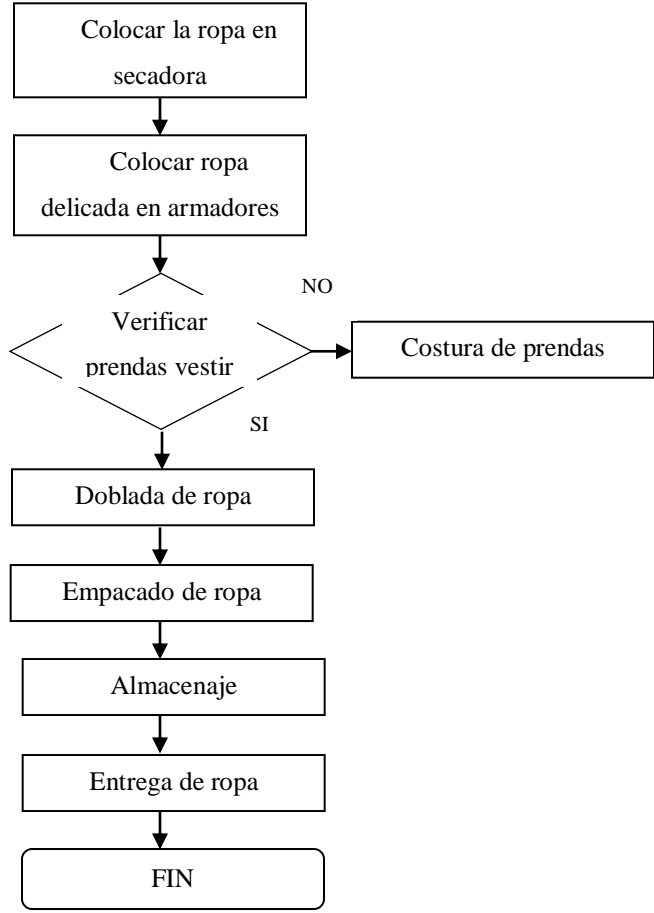 Colocar la ropa en
secadora
Colocar ropa
delicada en armadores
NO
Verificar
prendas vestir
Costura de prendas
SI
Doblada de ropa
Empacado de ropa
Almacenaje
Entrega de ropa
FIN